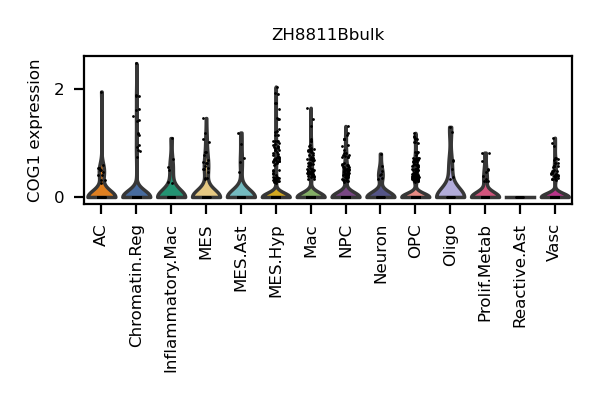 ZH8811Bbulk
COG1 expression
2
0
AC
Chromatin.Reg
Inflammatory.Mac
MES
MES.Ast
MES.Hyp
Mac
NPC
Neuron
OPC
Oligo
Prolif.Metab
Reactive.Ast
Vasc